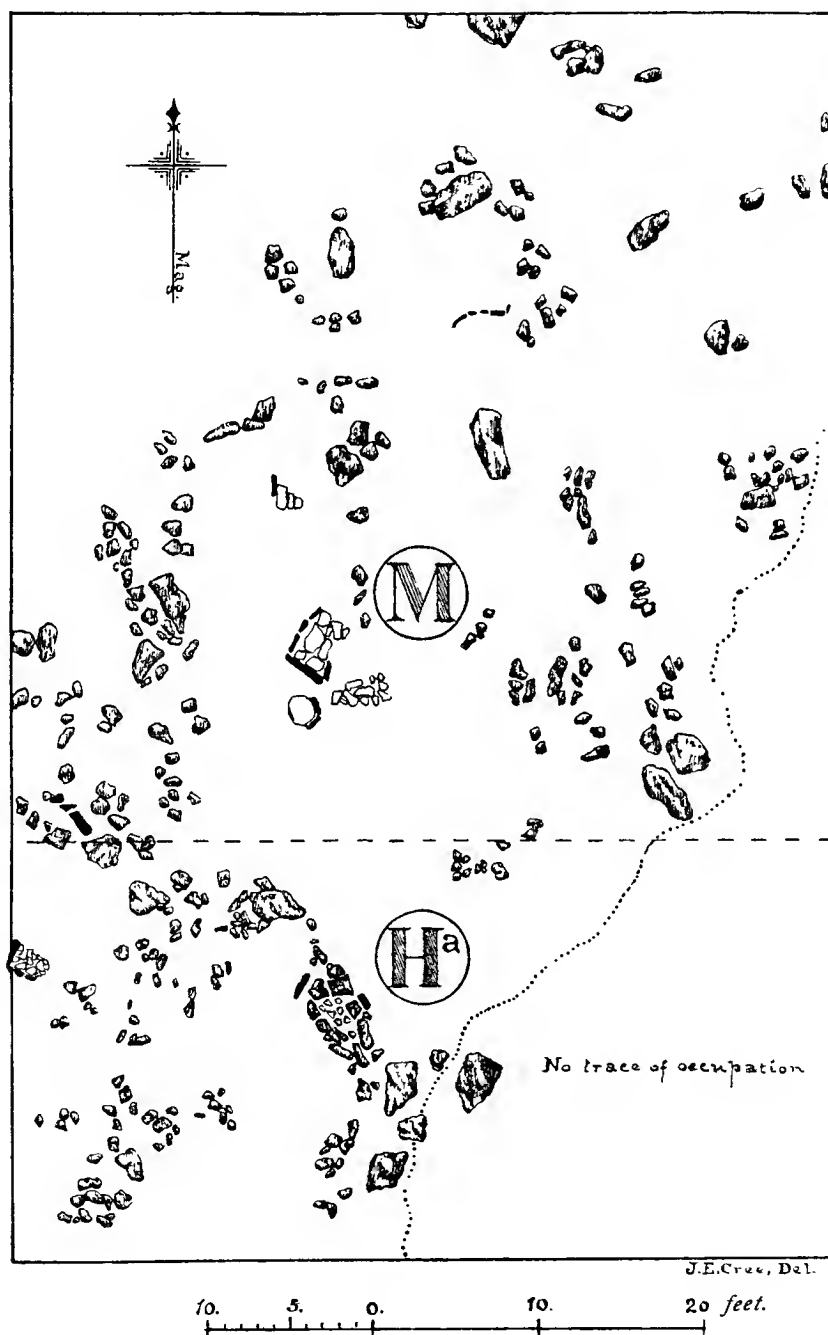 Mag.
M
Hª
No trace of occupation
J.E.Cree, Del.
10. 5. 0. 10. 20 feet.